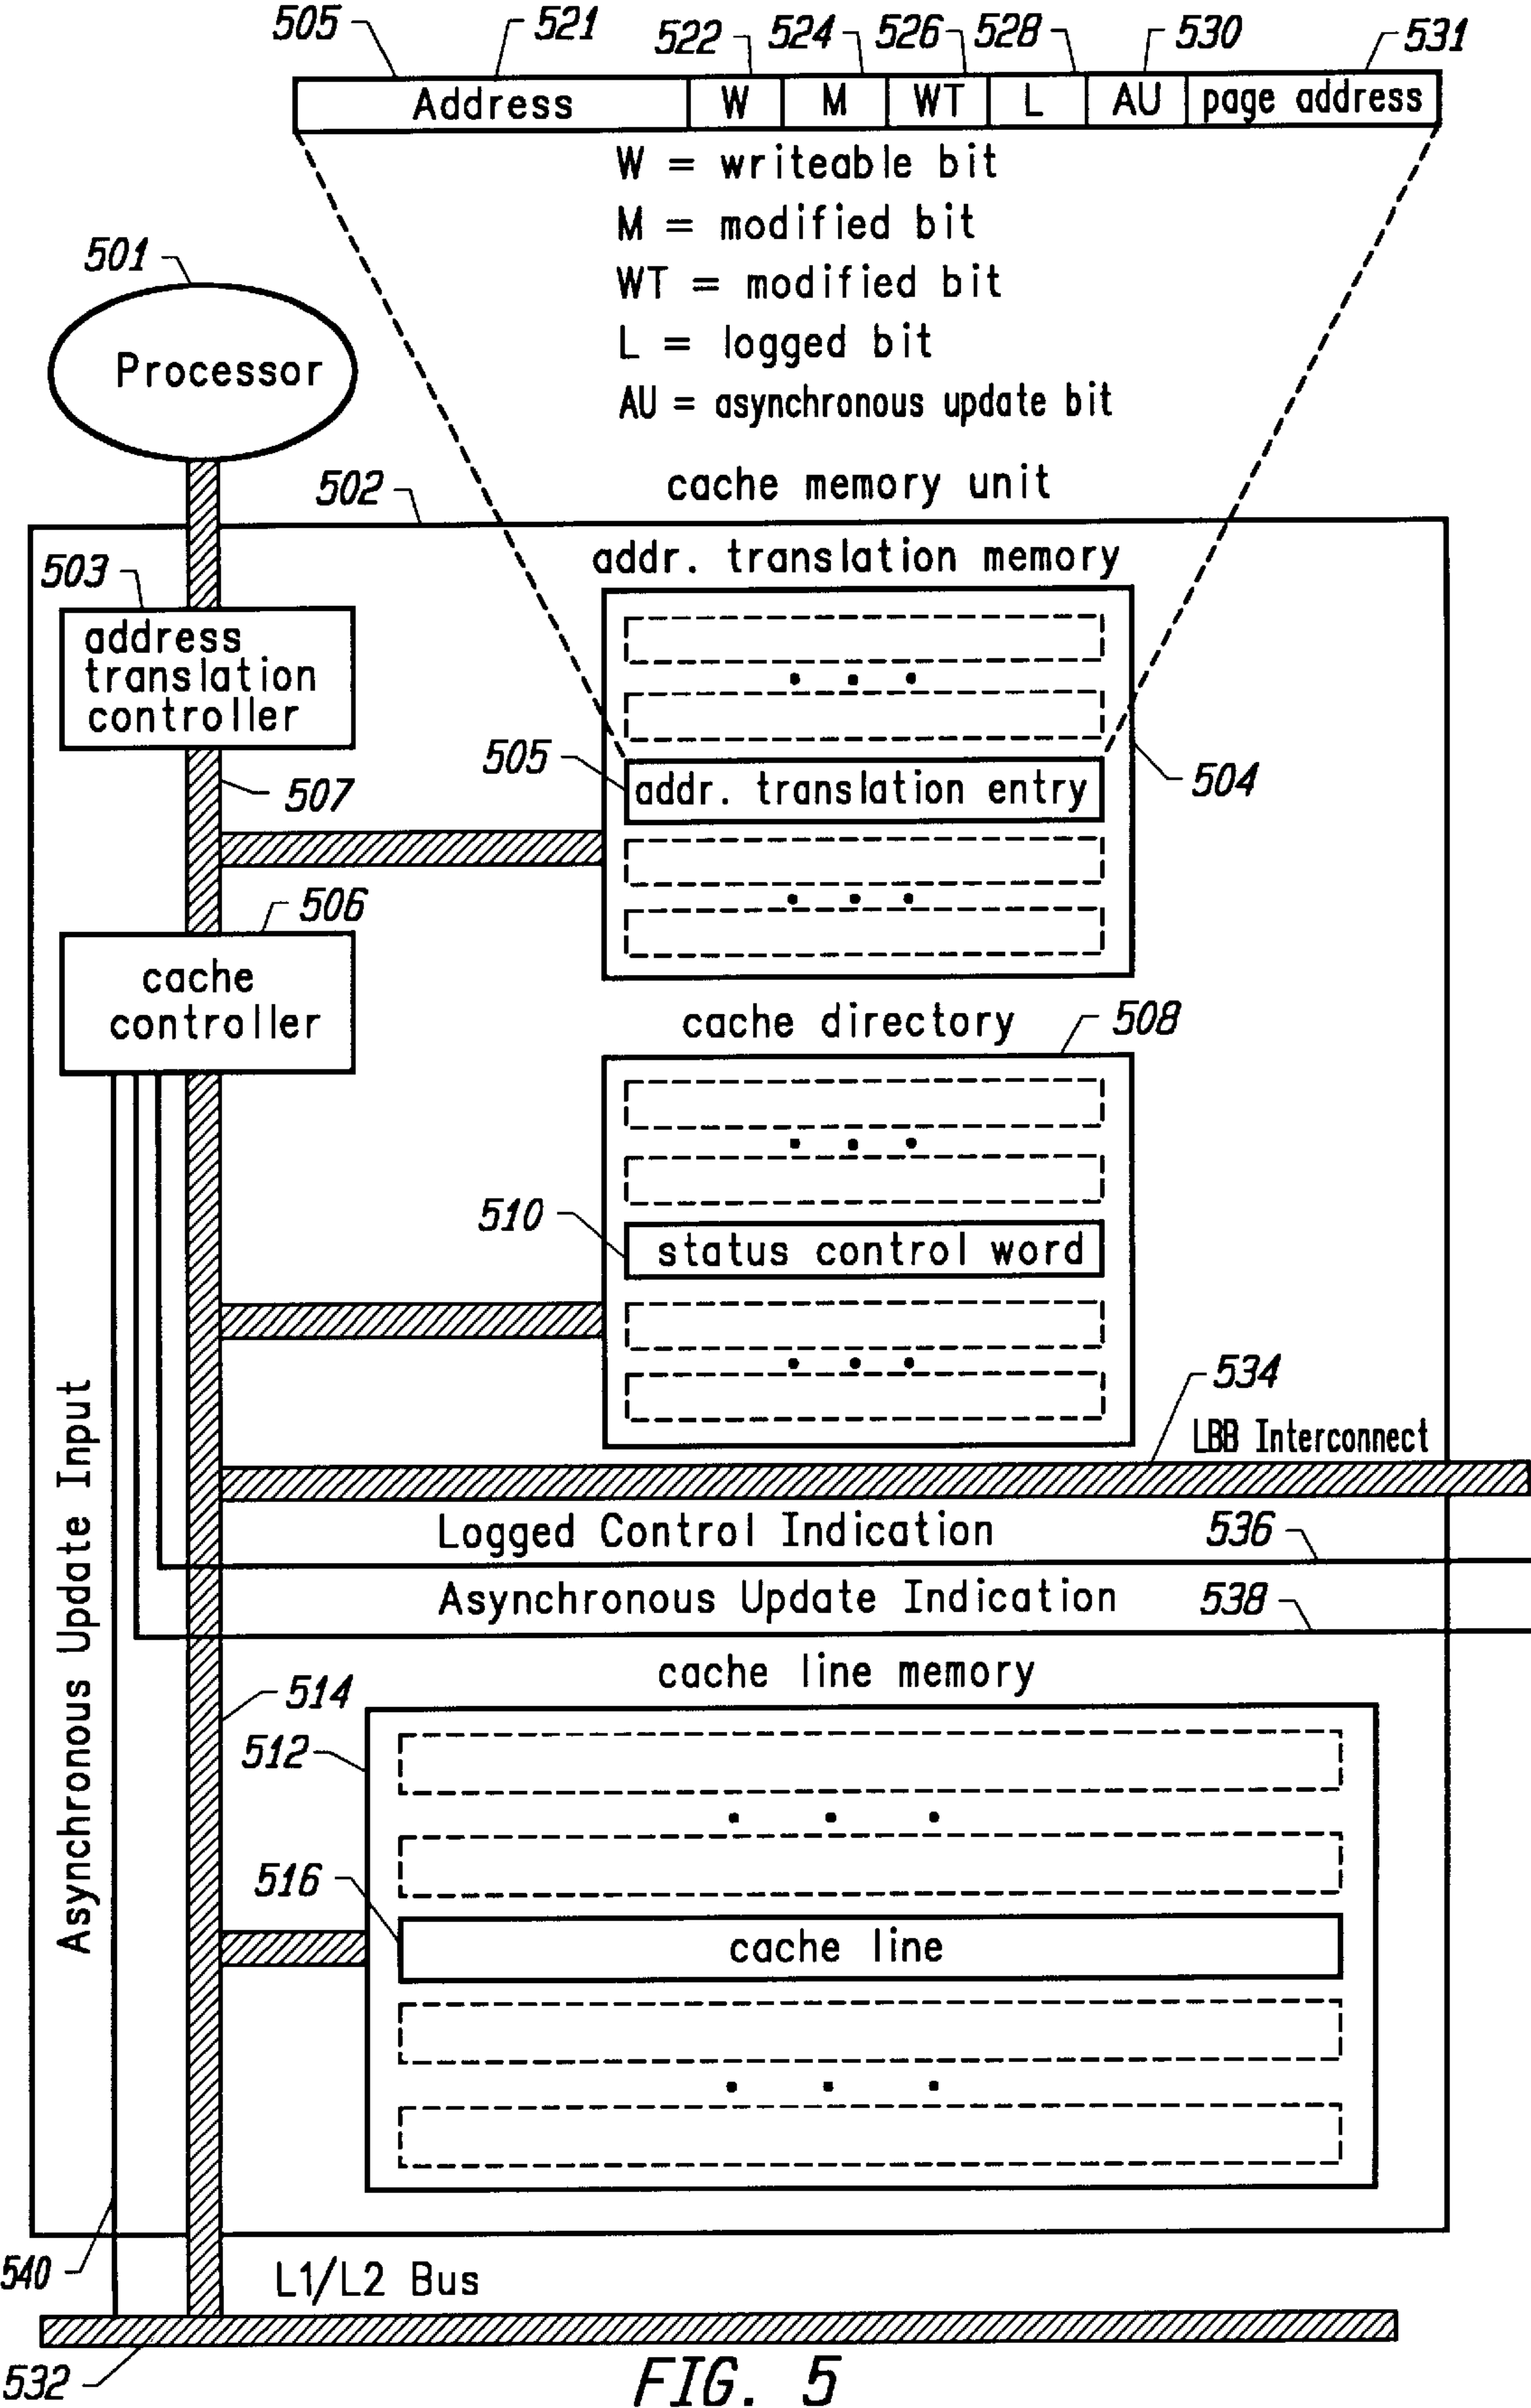 505 521 522 524 526 528 530 531
Address W M WT L AU page address
W = writeable bit
M = modified bit
WT = modified bit
L = logged bit
AU = asynchronous update bit
501
Processor
502
cache memory unit
503
address
translation
controller
addr. translation memory
505
addr. translation entry
504
507
506
cache
controller
cache directory
508
510
status control word
534
LBB Interconnect
Logged Control Indication
536
Asynchronous Update Indication
538
Asynchronous Update Input
cache line memory
514
512
516
cache line
540
L1/L2 Bus
532
FIG. 5